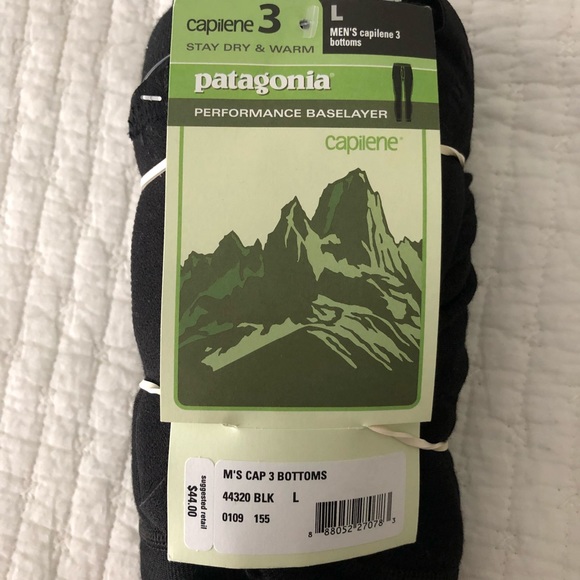 capilene 3
STAY DRY & WARM
L
MEN'S capilene 3
bottoms
patagonia®
PERFORMANCE BASELAYER
capilene®
M'S CAP 3 BOTTOMS
44320 BLK L
0109 155
8 88052 27078 3
suggested retail
$44.00